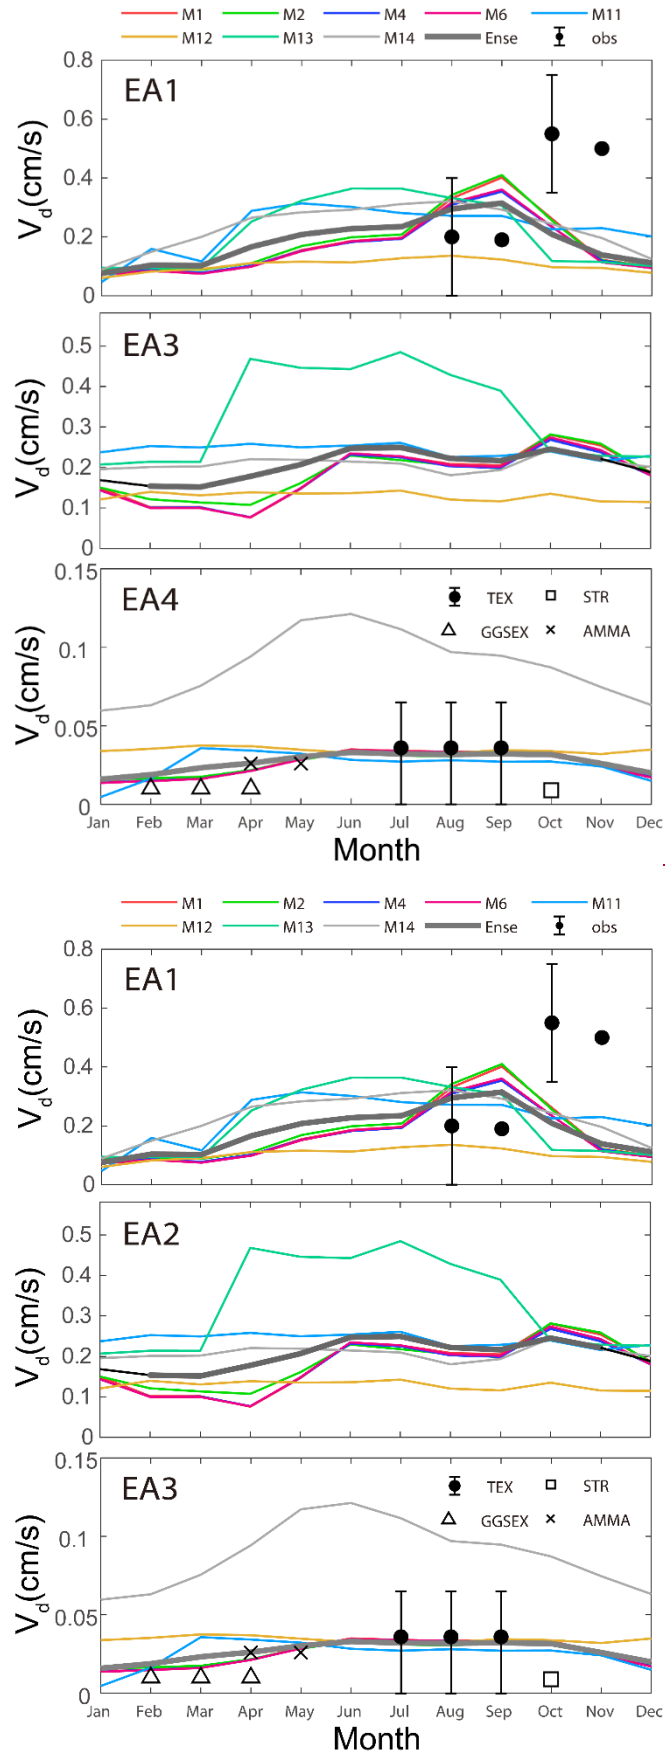 M1 M2 M4 M6 M11
M12 M13 M14 Ense obs
EA1
V_d(cm/s)
0.8
0.6
0.4
0.2
0
EA3
V_d(cm/s)
0.5
0.4
0.3
0.2
0.1
0
EA4
TEX STR
GGSEX AMMA
V_d(cm/s)
0.15
0.1
0.05
0
Jan Feb Mar Apr May Jun Jul Aug Sep Oct Nov Dec
Month
M1 M2 M4 M6 M11
M12 M13 M14 Ense obs
EA1
V_d(cm/s)
0.8
0.6
0.4
0.2
0
EA2
V_d(cm/s)
0.5
0.4
0.3
0.2
0.1
0
EA3
TEX STR
GGSEX AMMA
V_d(cm/s)
0.15
0.1
0.05
0
Jan Feb Mar Apr May Jun Jul Aug Sep Oct Nov Dec
Month